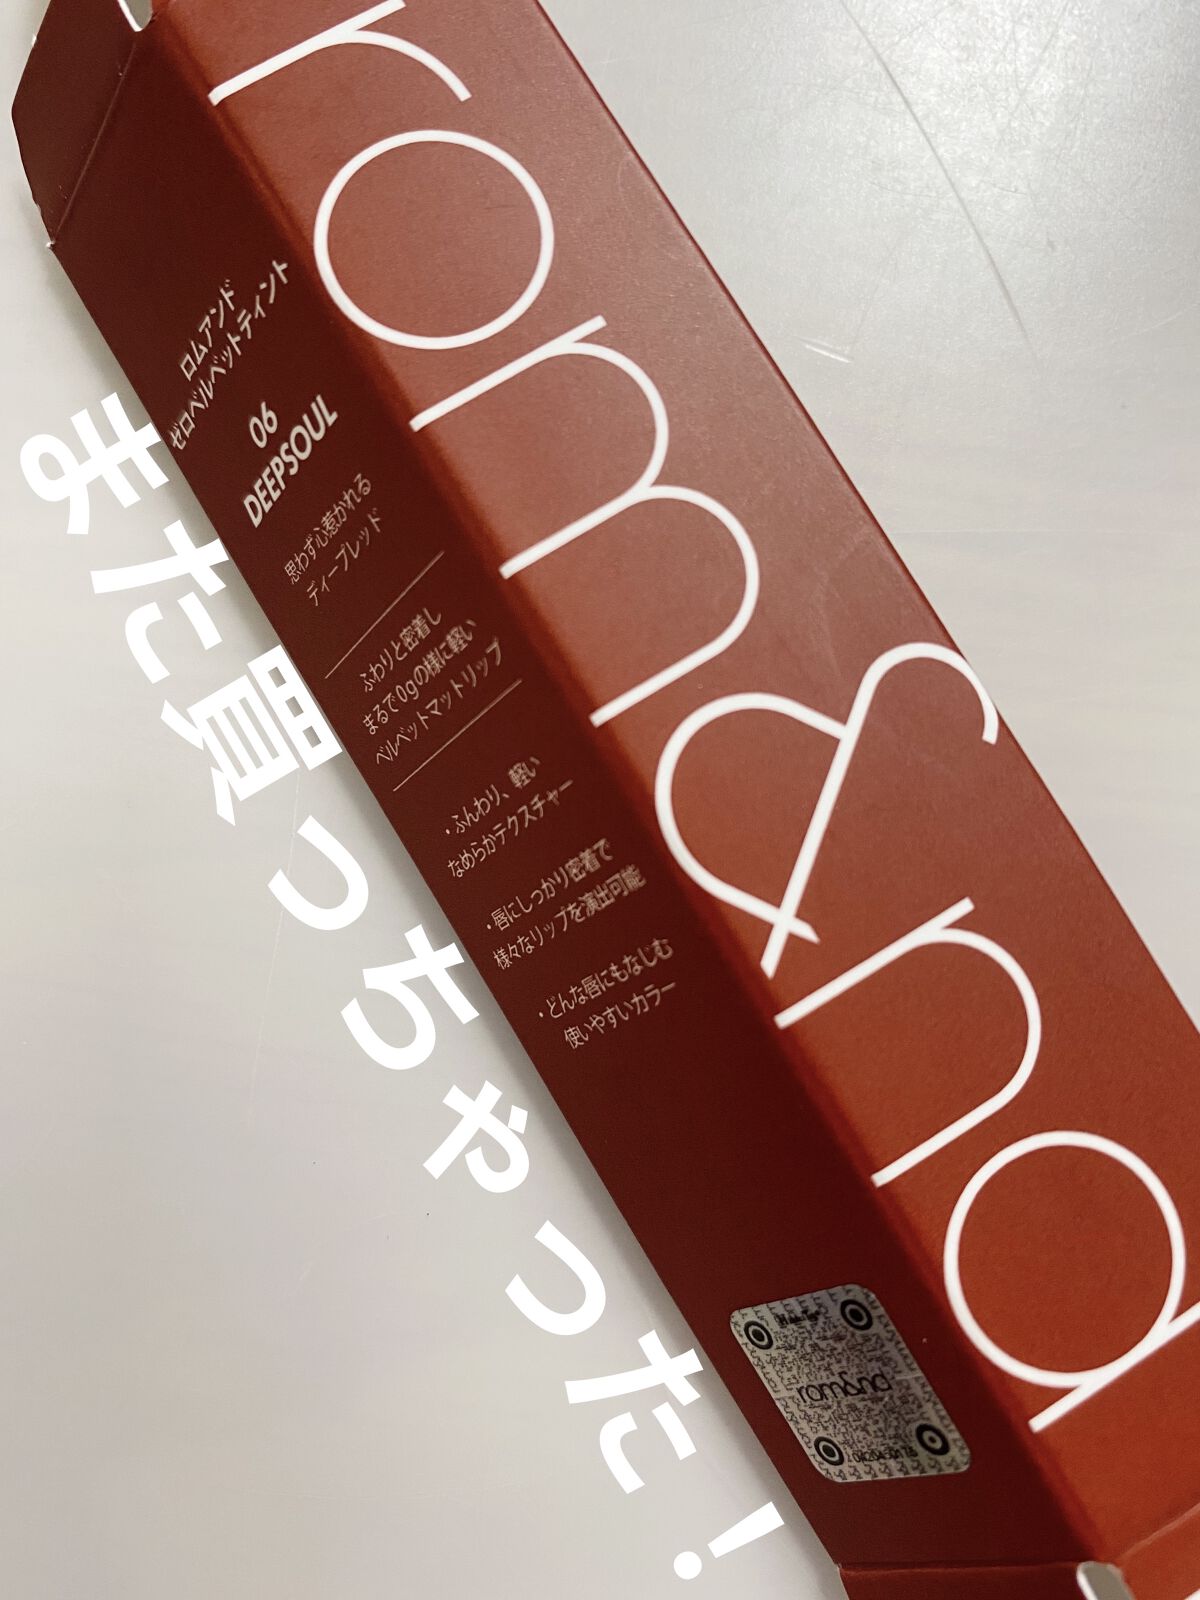 rom&nd
ロムアンド
ゼロベルベットティント
06
DEEPSOUL
思わず心惹かれる
ディープレッド
ふわりと密着し
まるで0gの様に軽い
ベルベットマットリップ
・ふんわり、軽い
なめらかテクスチャー
・唇にしっかり密着で
様々なリップを演出可能
・どんな唇にもなじむ
使いやすいカラー
また買っちゃった！
rom&nd